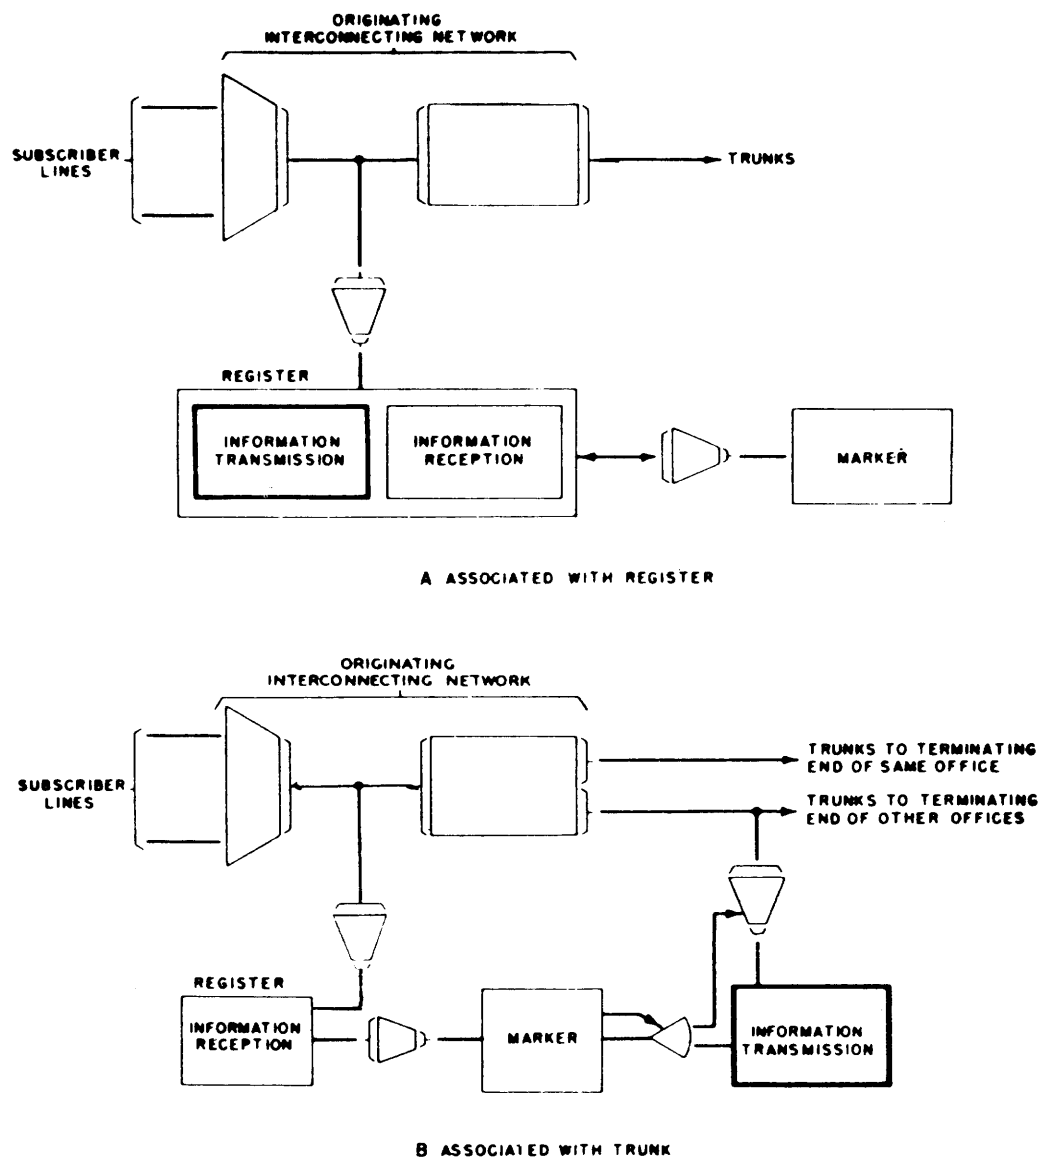 ORIGINATING
INTERCONNECTING NETWORK
SUBSCRIBER
LINES
TRUNKS
REGISTER
INFORMATION
TRANSMISSION
INFORMATION
RECEPTION
MARKER
A ASSOCIATED WITH REGISTER
ORIGINATING
INTERCONNECTING NETWORK
SUBSCRIBER
LINES
TRUNKS TO TERMINATING
END OF SAME OFFICE
TRUNKS TO TERMINATING
END OF OTHER OFFICES
REGISTER
INFORMATION
RECEPTION
MARKER
INFORMATION
TRANSMISSION
B ASSOCIATED WITH TRUNK